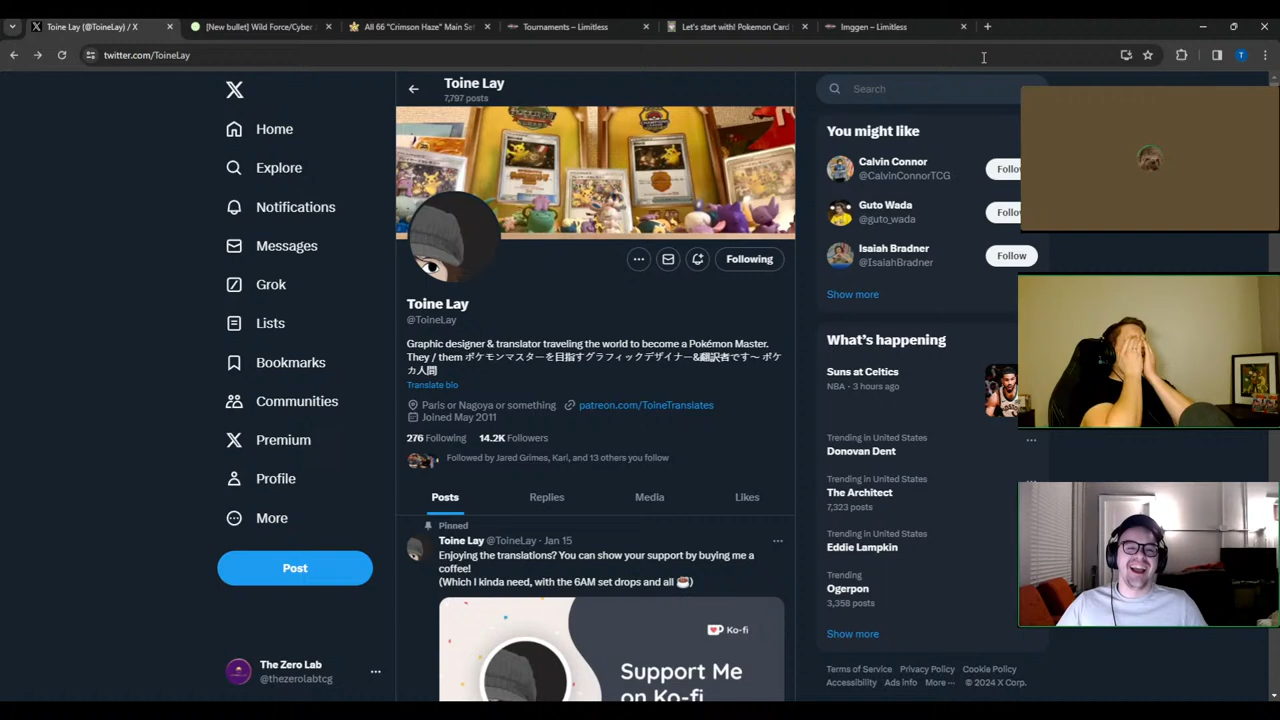 Toine Lay (@ToineLay) / X
[New bullet] Wild Force/Cyber
All 66 "Crimson Haze" Main Se
Tournaments – Limitless
Let's start with! Pokemon Card
Imggen – Limitless
twitter.com/ToineLay
Home
Explore
Notifications
Messages
Grok
Lists
Bookmarks
Communities
Premium
Profile
More
Post
The Zero Lab
@thezerolabtcg
Toine Lay
7,797 posts
Following
Toine Lay
@ToineLay
Graphic designer & translator traveling the world to become a Pokémon Master.
They / them ポケモンマスターを目指すグラフィックデザイナー&翻訳者です〜 ポケ
カ人間
Translate bio
Paris or Nagoya or something patreon.com/ToineTranslates
Joined May 2011
276 Following 14.2K Followers
Followed by Jared Grimes, Karl, and 13 others you follow
Posts Replies Media Likes
Pinned
Toine Lay @ToineLay · Jan 15
Enjoying the translations? You can show your support by buying me a
coffee!
(Which I kinda need, with the 6AM set drops and all ☕)
Ko-fi
Support Me
on Ko-fi
Search
You might like
Calvin Connor
@CalvinConnorTCG
Follow
Guto Wada
@guto_wada
Follow
Isaiah Bradner
@IsaiahBradner
Follow
Show more
What's happening
Suns at Celtics
NBA · 3 hours ago
Trending in United States
Donovan Dent
Trending in United States
The Architect
7,323 posts
Trending in United States
Eddie Lampkin
Trending
Ogerpon
3,358 posts
Show more
Terms of Service Privacy Policy Cookie Policy
Accessibility Ads info More ··· © 2024 X Corp.